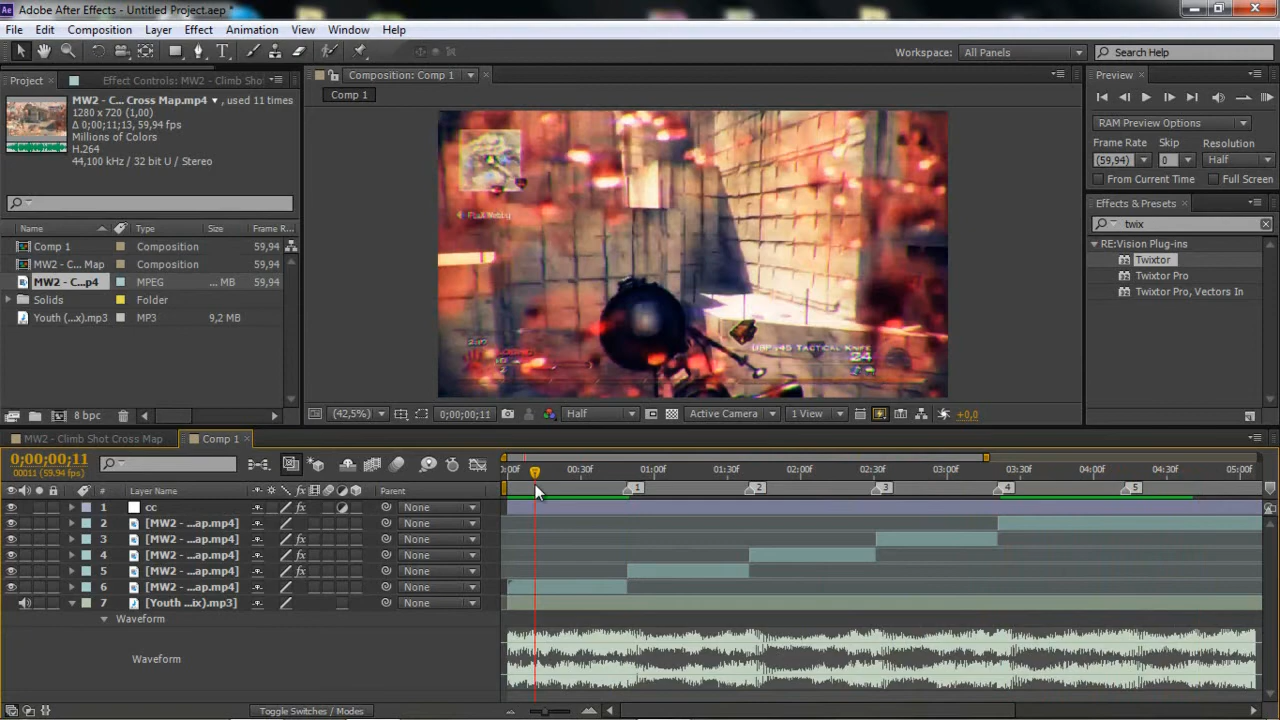 Adobe After Effects - Untitled Project.aep *
File Edit Composition Layer Effect Animation View Window Help
Workspace: All Panels Search Help
Project Effect Controls: MW2 - Climb Sho
MW2 - C... Cross Map.mp4 , used 11 times
1280 x 720 (1,00)
Δ 0;00;11;13, 59,94 fps
Millions of Colors
H.264
44,100 kHz / 32 bit U / Stereo
Name Type Size Frame R...
Comp 1 Composition 59,94
MW2 - C... Map Composition 59,94
MW2 - C...p4 MPEG ... MB 59,94
Solids Folder
Youth (...x).mp3 MP3 9,2 MB
8 bpc
Composition: Comp 1
Comp 1
TACTICAL KNIFE
24
(42,5%) 0;00;00;11 Half Active Camera 1 View +0,0
Preview
RAM Preview Options
Frame Rate Skip Resolution
(59,94) 0 Half
From Current Time Full Screen
Effects & Presets
twix
RE:Vision Plug-ins
Twixtor
Twixtor Pro
Twixtor Pro, Vectors In
MW2 - Climb Shot Cross Map Comp 1
0;00;00;11
00011 (59.94 fps)
:00f 00:30f 01:00f 01:30f 02:00f 02:30f 03:00f 03:30f 04:00f 04:30f 05:00f
# Layer Name Parent
1 2 3 4 5
1 cc None
2 [MW2 - ...ap.mp4] None
3 [MW2 - ...ap.mp4] None
4 [MW2 - ...ap.mp4] None
5 [MW2 - ...ap.mp4] None
6 [MW2 - ...ap.mp4] None
7 [Youth ...ix).mp3] None
Waveform
Waveform
Toggle Switches / Modes